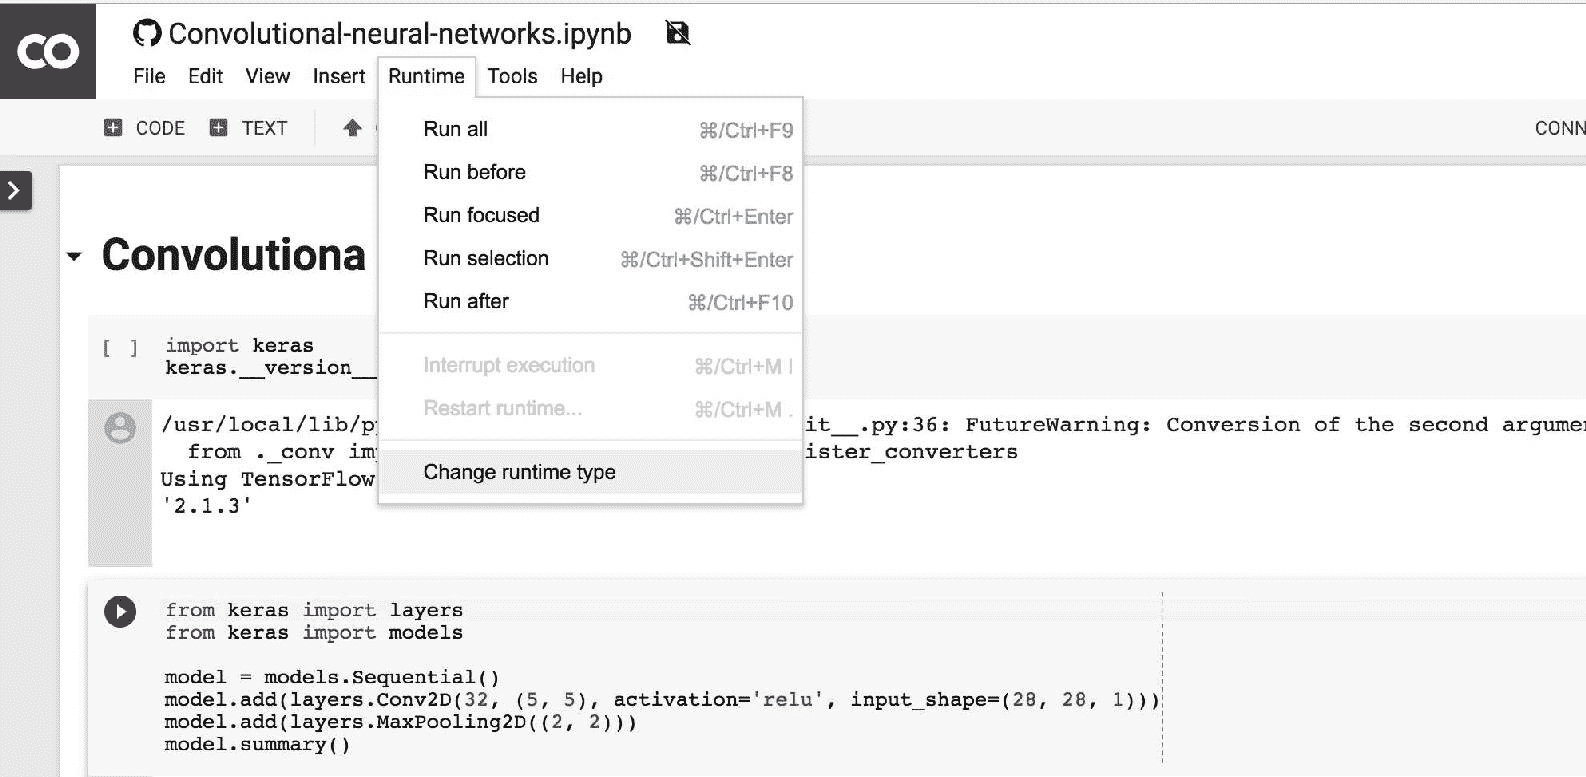 CO Convolutional-neural-networks.ipynb
File Edit View Insert Runtime Tools Help
CODE TEXT CONN
Run all ⌘/Ctrl+F9
Run before ⌘/Ctrl+F8
Run focused ⌘/Ctrl+Enter
Run selection ⌘/Ctrl+Shift+Enter
Run after ⌘/Ctrl+F10
Interrupt execution ⌘/Ctrl+M I
Restart runtime... ⌘/Ctrl+M .
Change runtime type
Convolutiona
[ ] import keras
keras.__version__
/usr/local/lib/py it__.py:36: FutureWarning: Conversion of the second argumen
from ._conv im ister_converters
Using TensorFlow
'2.1.3'
from keras import layers
from keras import models
model = models.Sequential()
model.add(layers.Conv2D(32, (5, 5), activation='relu', input_shape=(28, 28, 1)))
model.add(layers.MaxPooling2D((2, 2)))
model.summary()